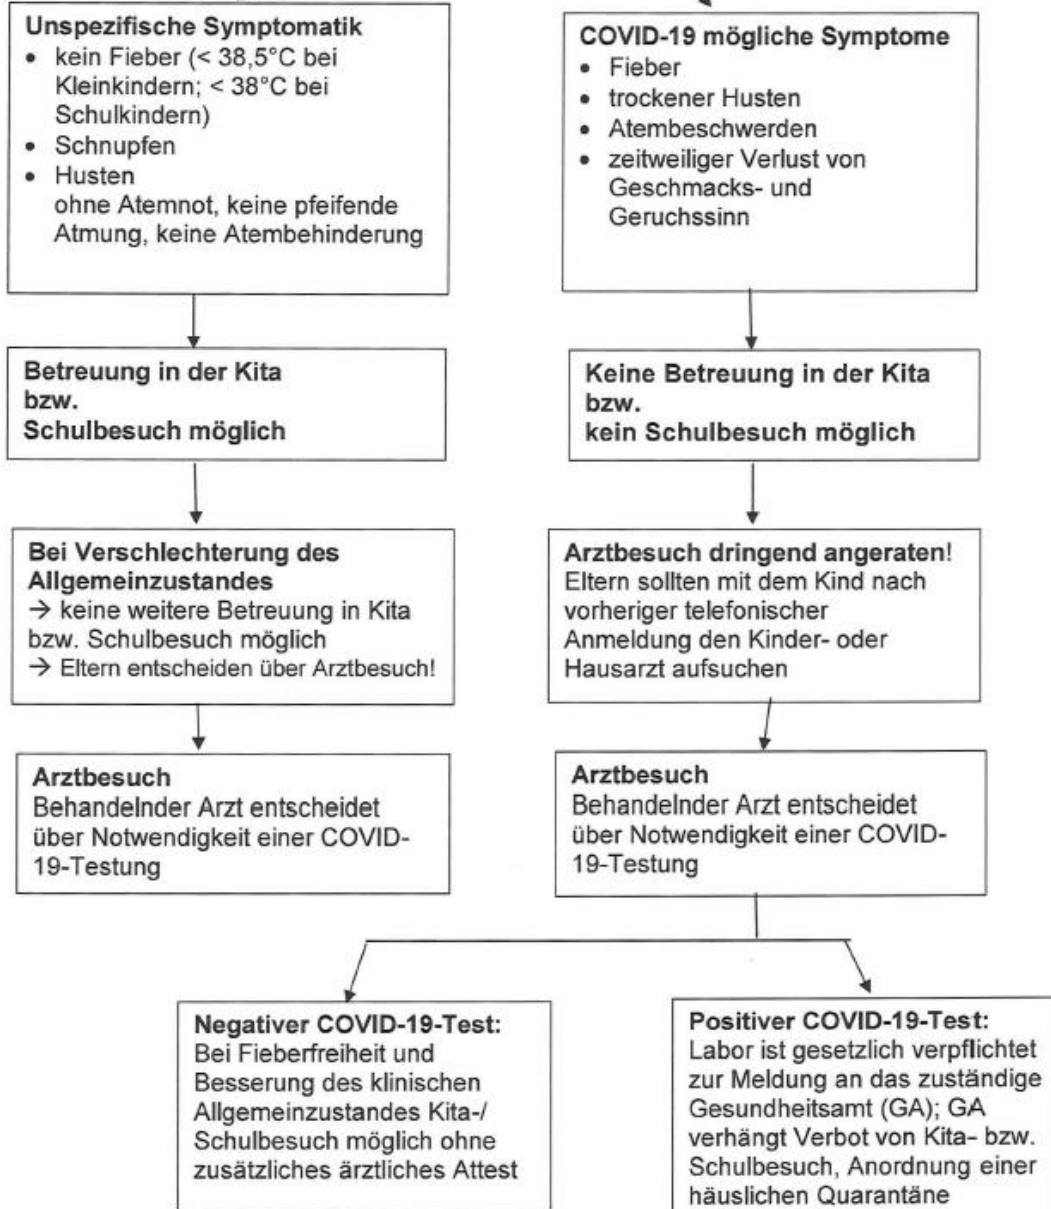 Unspezifische Symptomatik
• kein Fieber (< 38,5°C bei
Kleinkindern; < 38°C bei
Schulkindern)
• Schnupfen
• Husten
ohne Atemnot, keine pfeifende
Atmung, keine Atembehinderung
COVID-19 mögliche Symptome
• Fieber
• trockener Husten
• Atembeschwerden
• zeitweiliger Verlust von
Geschmacks- und
Geruchssinn
Betreuung in der Kita
bzw.
Schulbesuch möglich
Keine Betreuung in der Kita
bzw.
kein Schulbesuch möglich
Bei Verschlechterung des
Allgemeinzustandes
→ keine weitere Betreuung in Kita
bzw. Schulbesuch möglich
→ Eltern entscheiden über Arztbesuch!
Arztbesuch dringend angeraten!
Eltern sollten mit dem Kind nach
vorheriger telefonischer
Anmeldung den Kinder- oder
Hausarzt aufsuchen
Arztbesuch
Behandelnder Arzt entscheidet
über Notwendigkeit einer COVID-
19-Testung
Arztbesuch
Behandelnder Arzt entscheidet
über Notwendigkeit einer COVID-
19-Testung
Negativer COVID-19-Test:
Bei Fieberfreiheit und
Besserung des klinischen
Allgemeinzustandes Kita-/
Schulbesuch möglich ohne
zusätzliches ärztliches Attest
Positiver COVID-19-Test:
Labor ist gesetzlich verpflichtet
zur Meldung an das zuständige
Gesundheitsamt (GA); GA
verhängt Verbot von Kita- bzw.
Schulbesuch, Anordnung einer
häuslichen Quarantäne